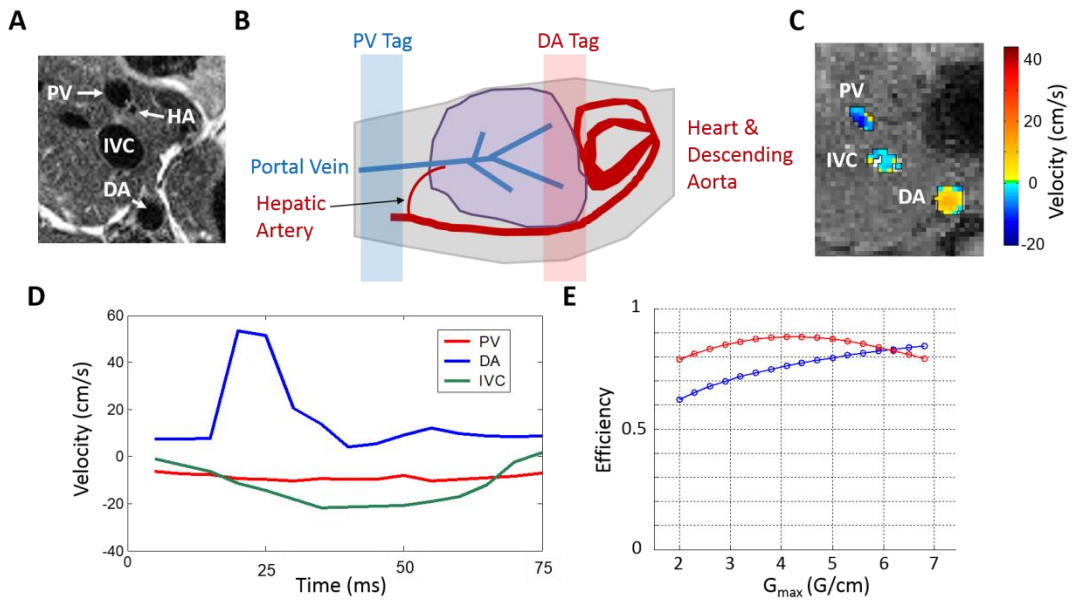 A
PV
HA
IVC
DA
B
PV Tag
DA Tag
Portal Vein
Hepatic
Artery
Heart &
Descending
Aorta
C
PV
IVC
DA
40
20
0
-20
Velocity (cm/s)
D
60
40
20
0
-20
-40
Velocity (cm/s)
25
50
75
Time (ms)
PV
DA
IVC
E
1
0.5
0
Efficiency
2
3
4
5
6
7
Gmax (G/cm)